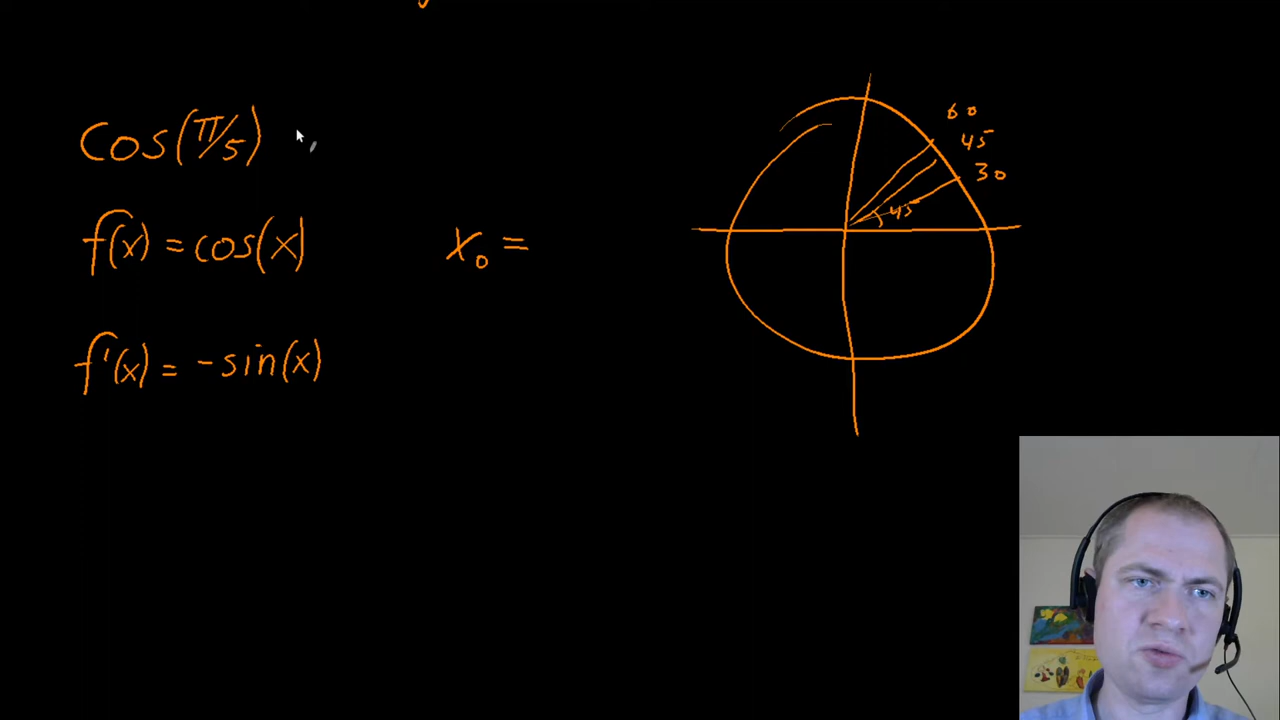 cos(π/5)
f(x) = cos(x)
x₀ =
f'(x) = -sin(x)
60
45
30
45